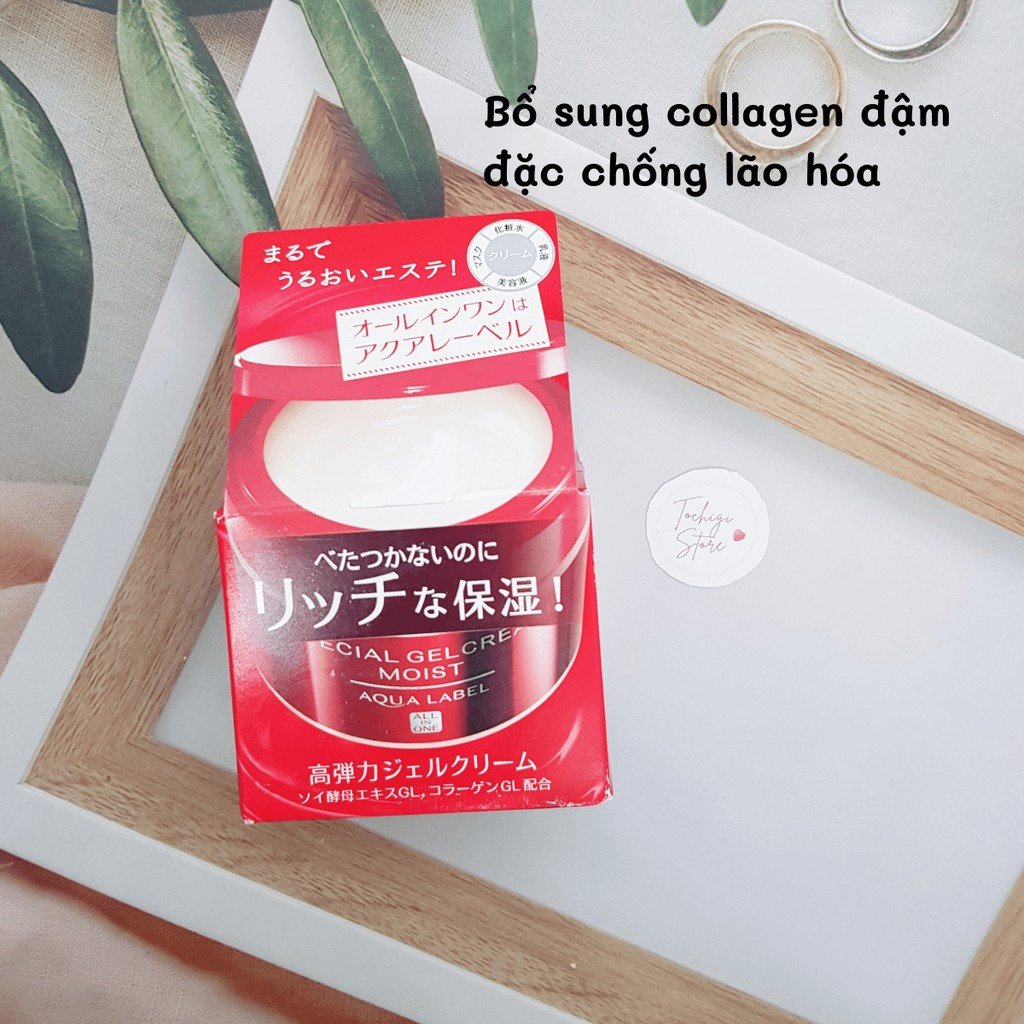 Bổ sung collagen đậm
đặc chống lão hóa
まるで
うるおいエステ!
化粧水
乳液
美容液
マスク
クリーム
オールインワンは
アクアレーベル
べたつかないのに
リッチな保湿!
ECIAL GELCREA
MOIST
AQUA LABEL
ALL
IN
ONE
高弾力ジェルクリーム
ソイ酵母エキスGL,コラーゲンGL配合
Tochigi
Store